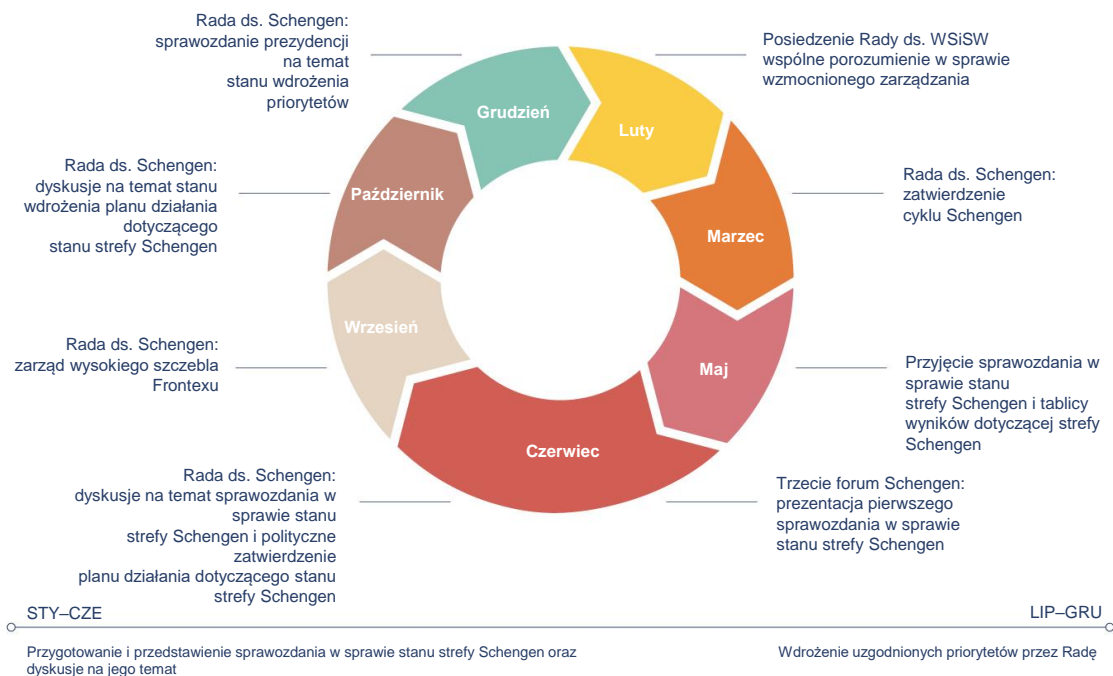 Rada ds. Schengen:
sprawozdanie prezydencji
na temat
stanu wdrożenia
priorytetów
Posiedzenie Rady ds. WSiSW
wspólne porozumienie w sprawie
wzmocnionego zarządzania
Grudzień
Luty
Rada ds. Schengen:
dyskusje na temat stanu
wdrożenia planu działania
dotyczącego
stanu strefy Schengen
Październik
Marzec
Rada ds. Schengen:
zatwierdzenie
cyklu Schengen
Rada ds. Schengen:
zarząd wysokiego szczebla
Frontexu
Wrzesień
Maj
Przyjęcie sprawozdania w
sprawie stanu
strefy Schengen i tablicy
wyników dotyczącej strefy
Schengen
Czerwiec
Rada ds. Schengen:
dyskusje na temat sprawozdania w
sprawie stanu
strefy Schengen i polityczne
zatwierdzenie
planu działania dotyczącego stanu
strefy Schengen
Trzecie forum Schengen:
prezentacja pierwszego
sprawozdania w sprawie
stanu strefy Schengen
STY–CZE
LIP–GRU
Przygotowanie i przedstawienie sprawozdania w sprawie stanu strefy Schengen oraz
dyskusje na jego temat
Wdrożenie uzgodnionych priorytetów przez Radę